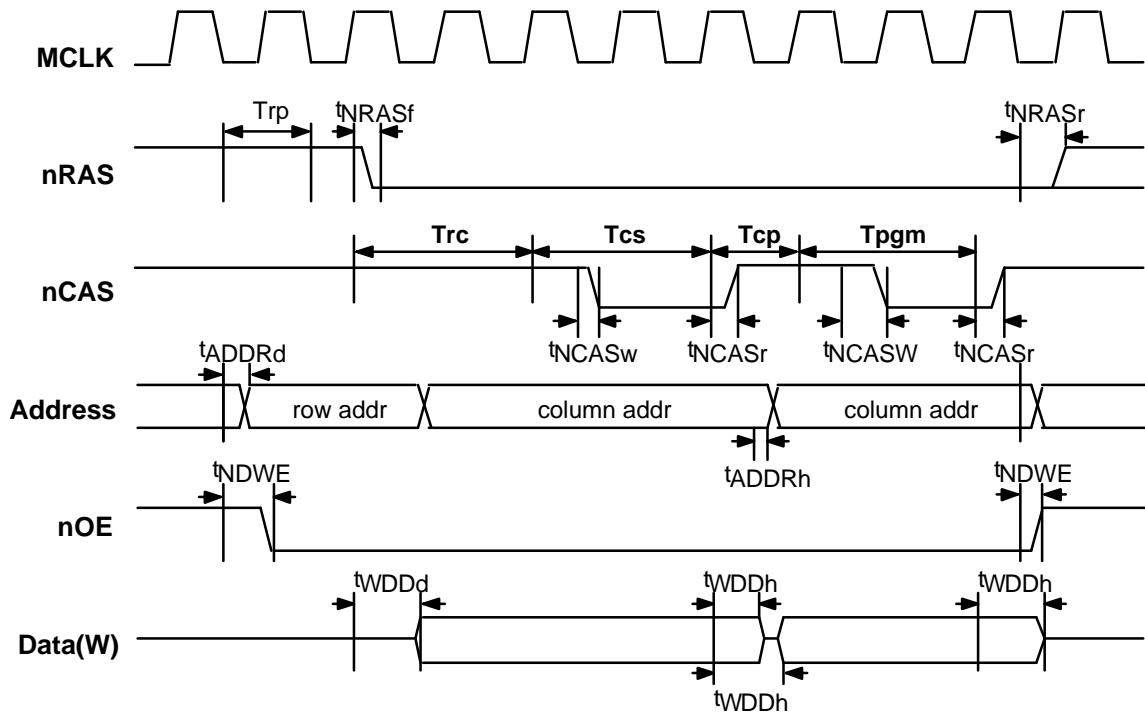 MCLK
Trp
tNRASf
tNRASr
nRAS
Trc
Tcs
Tcp
Tpgm
nCAS
tNCASw
tNCASr
tNCASW
tNCASr
tADDRd
Address
row addr
column addr
column addr
tADDRh
tNDWE
tNDWE
nOE
tWDDd
tWDDh
tWDDh
Data(W)
tWDDh